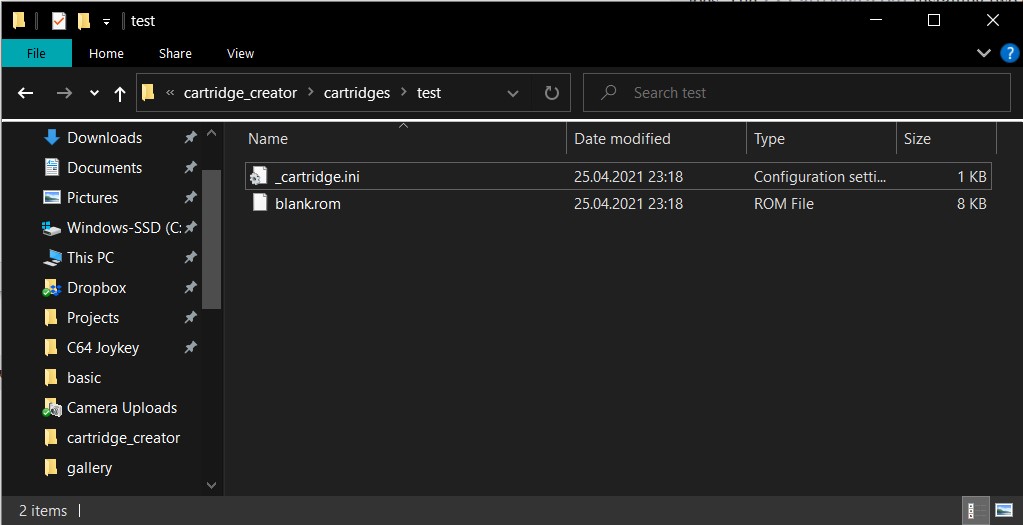 test
File Home Share View
« cartridge_creator > cartridges > test
Search test
Downloads
Documents
Pictures
Windows-SSD (C:
This PC
Dropbox
Projects
C64 Joykey
basic
Camera Uploads
cartridge_creator
gallery
Name Date modified Type Size
_cartridge.ini 25.04.2021 23:18 Configuration setti... 1 KB
blank.rom 25.04.2021 23:18 ROM File 8 KB
2 items